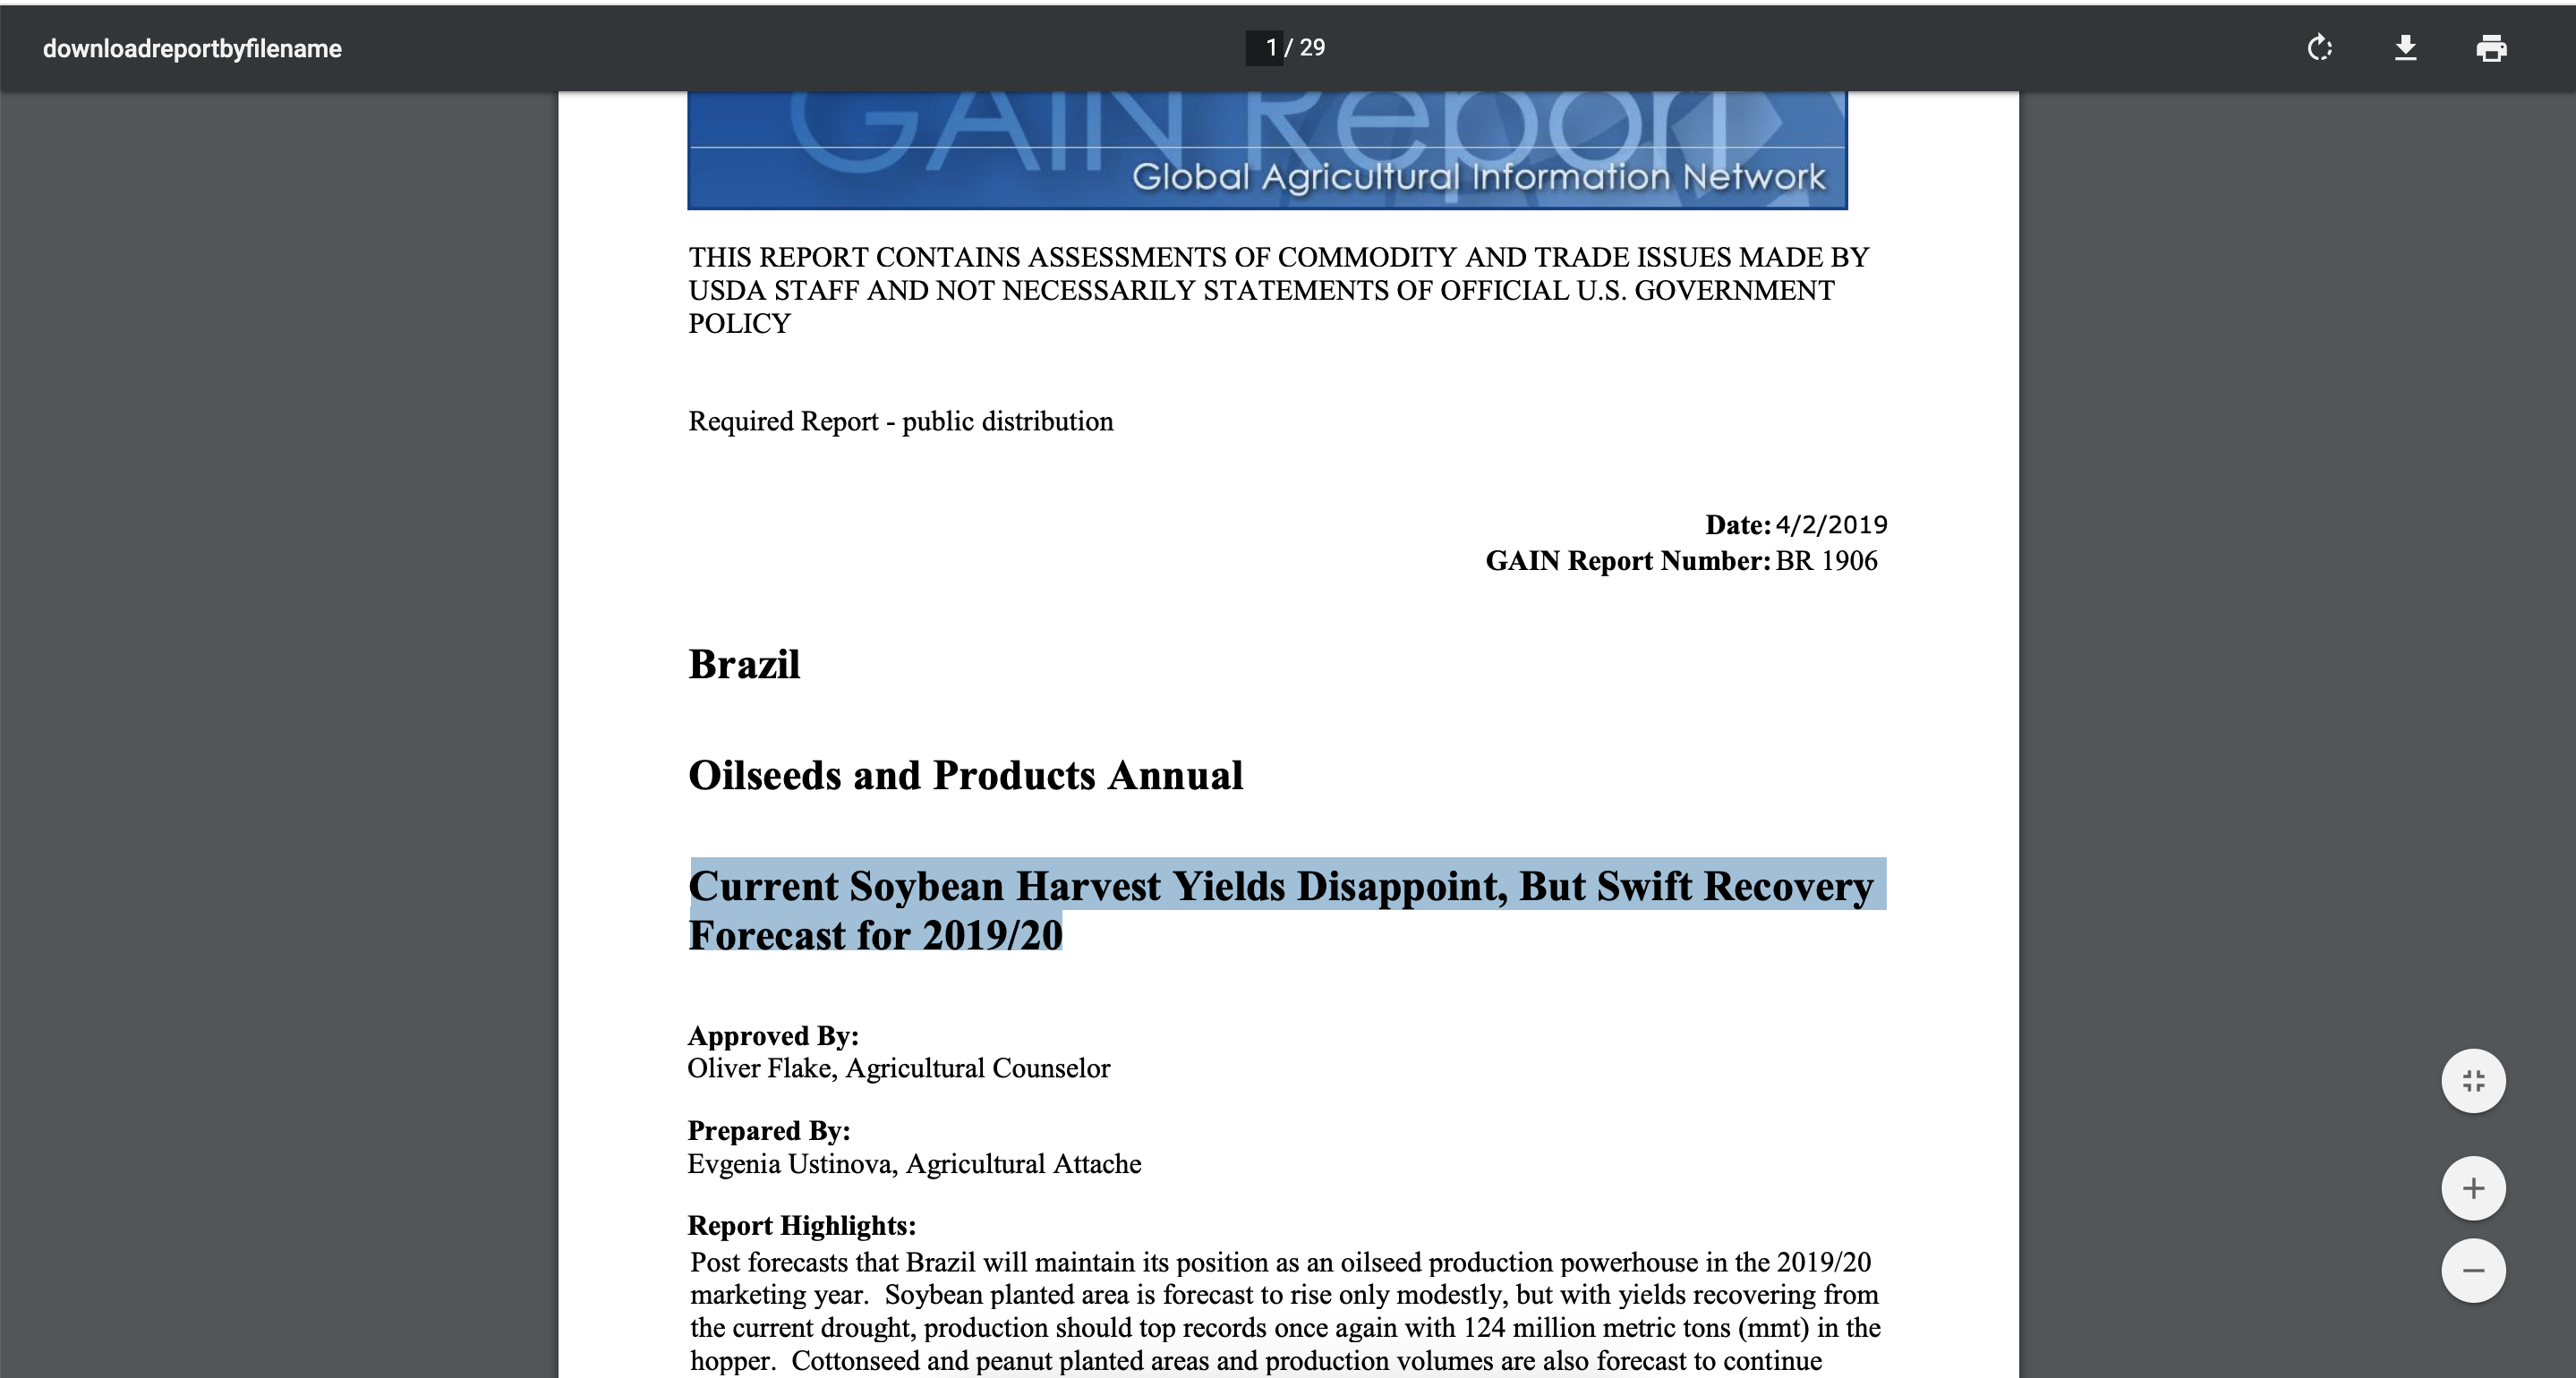 downloadreportbyfilename
1 / 29
GAIN Report
Global Agricultural Information Network
THIS REPORT CONTAINS ASSESSMENTS OF COMMODITY AND TRADE ISSUES MADE BY
USDA STAFF AND NOT NECESSARILY STATEMENTS OF OFFICIAL U.S. GOVERNMENT
POLICY
Required Report - public distribution
Date: 4/2/2019
GAIN Report Number: BR 1906
Brazil
Oilseeds and Products Annual
Current Soybean Harvest Yields Disappoint, But Swift Recovery
Forecast for 2019/20
Approved By:
Oliver Flake, Agricultural Counselor
Prepared By:
Evgenia Ustinova, Agricultural Attache
Report Highlights:
Post forecasts that Brazil will maintain its position as an oilseed production powerhouse in the 2019/20
marketing year.  Soybean planted area is forecast to rise only modestly, but with yields recovering from
the current drought, production should top records once again with 124 million metric tons (mmt) in the
hopper.  Cottonseed and peanut planted areas and production volumes are also forecast to continue